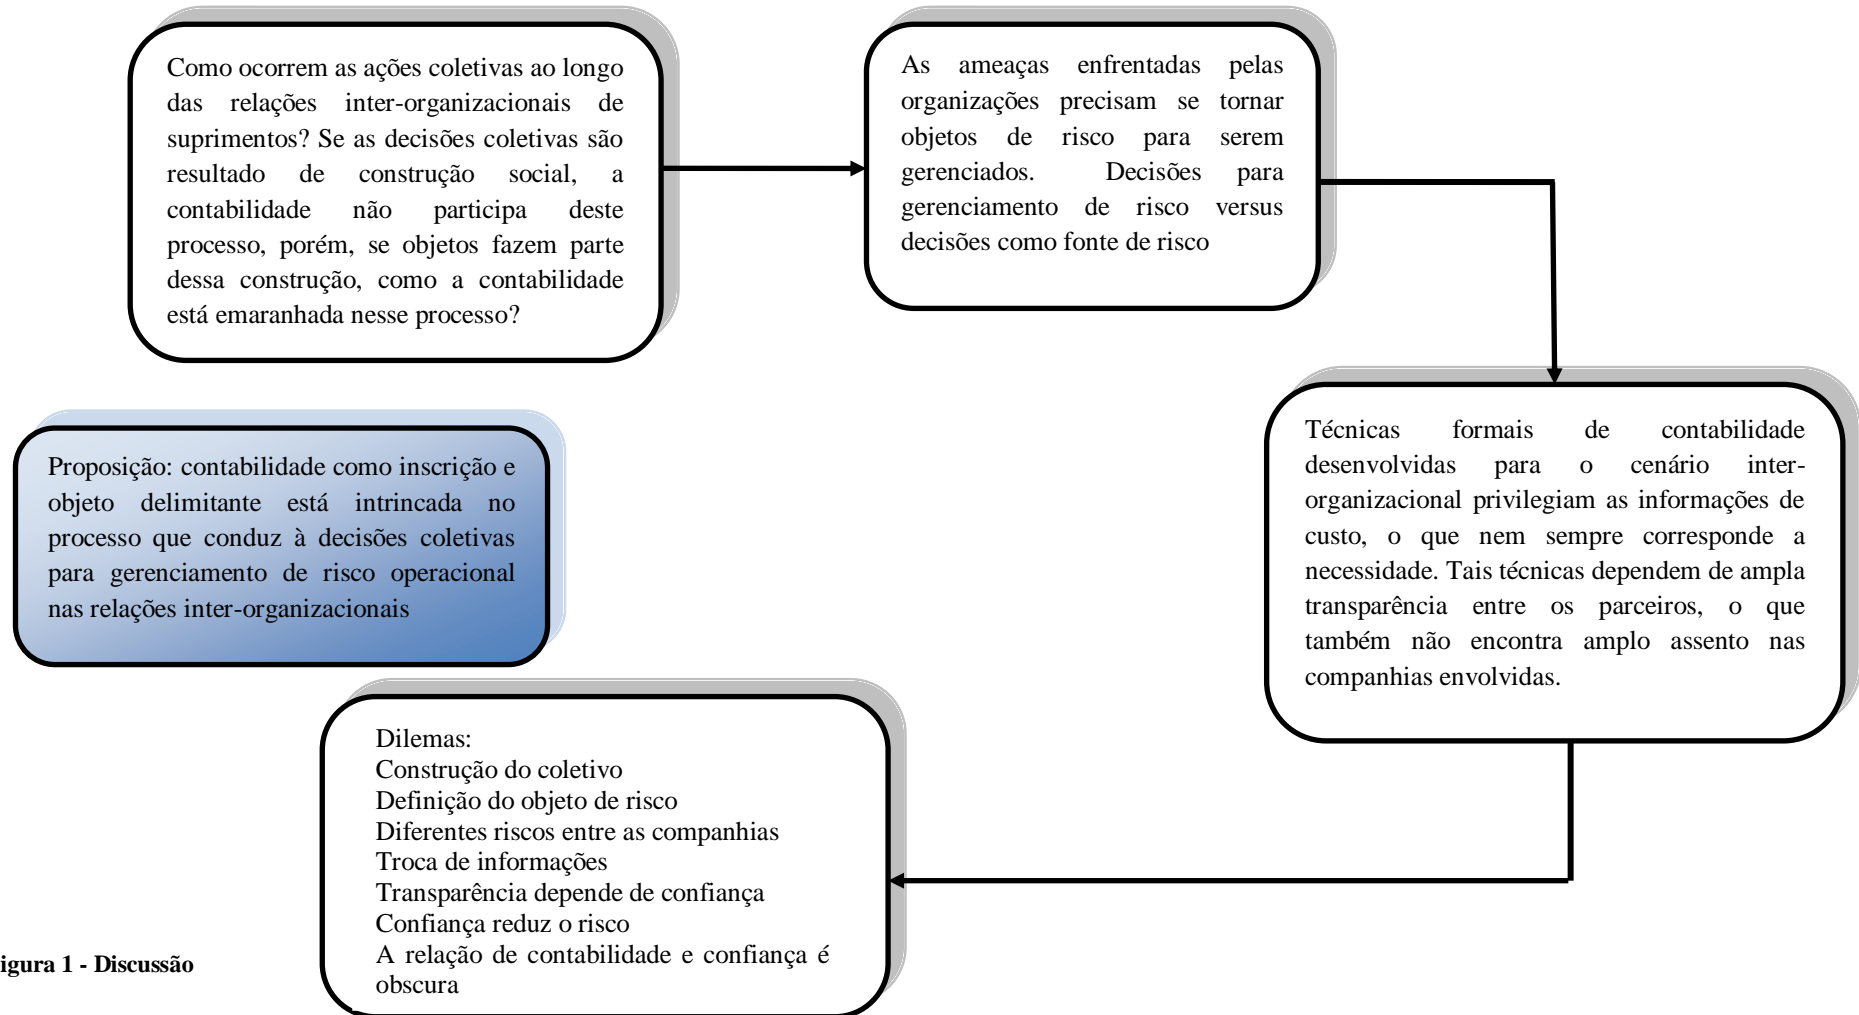 Como ocorrem as ações coletivas ao longo
das relações inter-organizacionais de
suprimentos? Se as decisões coletivas são
resultado de construção social, a
contabilidade não participa deste
processo, porém, se objetos fazem parte
dessa construção, como a contabilidade
está emaranhada nesse processo?
As ameaças enfrentadas pelas
organizações precisam se tornar
objetos de risco para serem
gerenciados. Decisões para
gerenciamento de risco versus
decisões como fonte de risco
Técnicas formais de contabilidade
desenvolvidas para o cenário inter-
organizacional privilegiam as informações de
custo, o que nem sempre corresponde a
necessidade. Tais técnicas dependem de ampla
transparência entre os parceiros, o que
também não encontra amplo assento nas
companhias envolvidas.
Proposição: contabilidade como inscrição e
objeto delimitante está intrincada no
processo que conduz à decisões coletivas
para gerenciamento de risco operacional
nas relações inter-organizacionais
Dilemas:
Construção do coletivo
Definição do objeto de risco
Diferentes riscos entre as companhias
Troca de informações
Transparência depende de confiança
Confiança reduz o risco
A relação de contabilidade e confiança é
obscura
igura 1 - Discussão